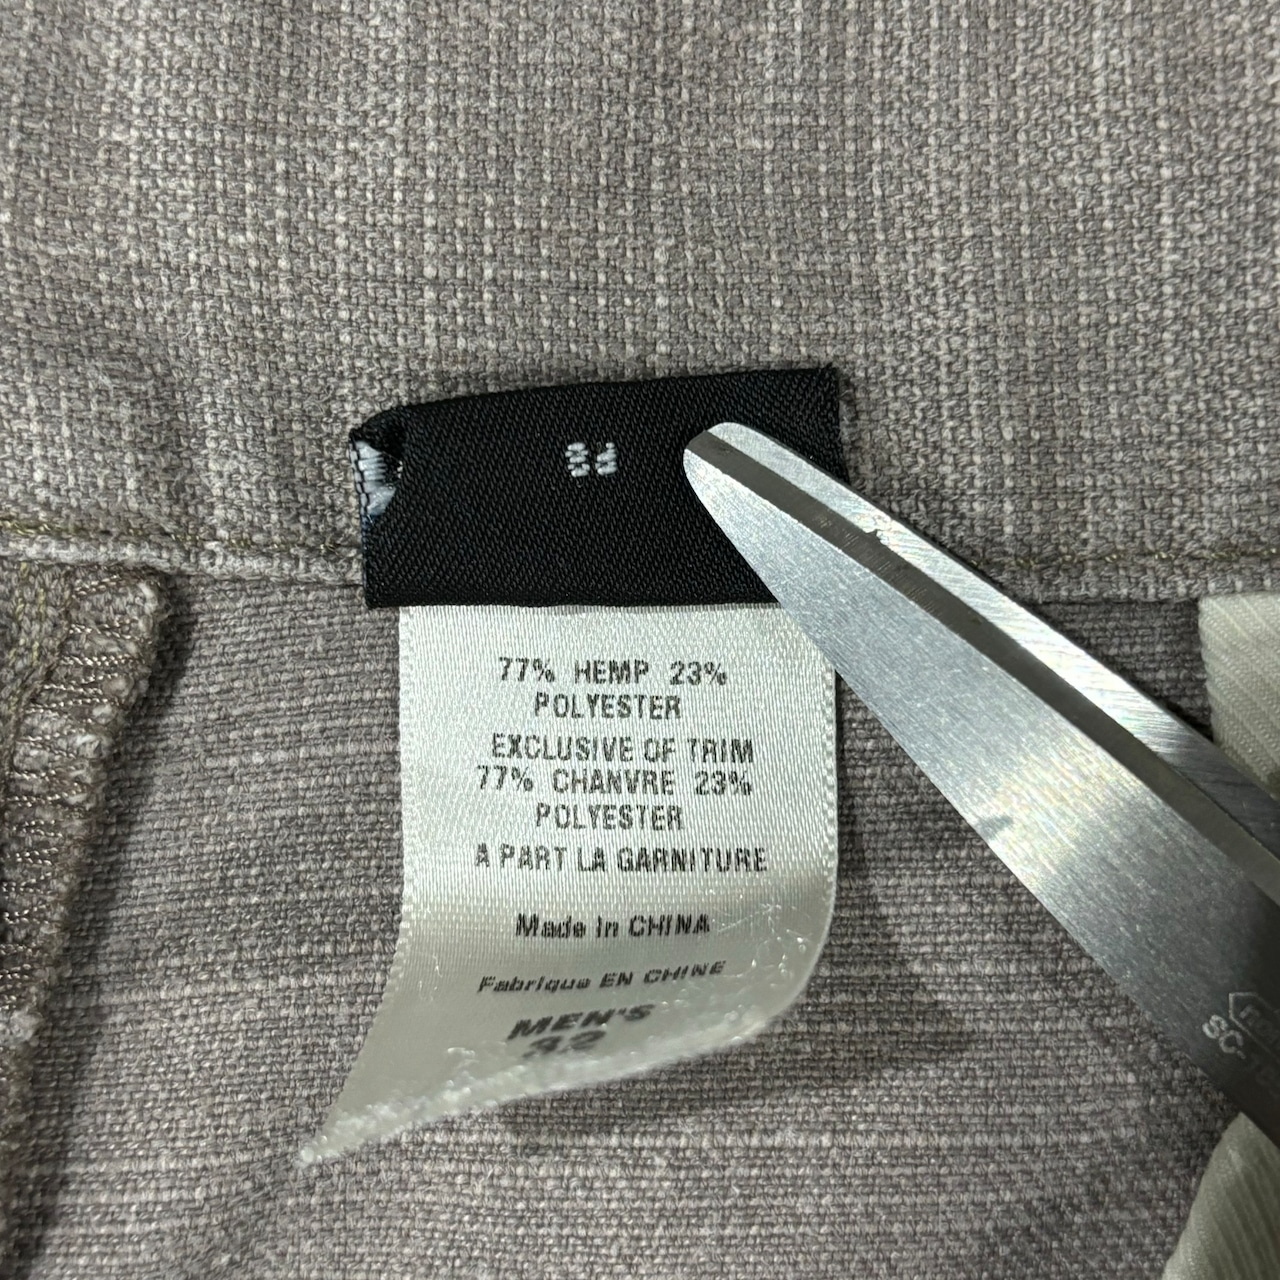 77% HEMP 23%
POLYESTER
EXCLUSIVE OF TRIM
77% CHANVRE 23%
POLYESTER
A PART LA GARNITURE
Made in CHINA
Fabrique EN CHINE
MEN'S
32